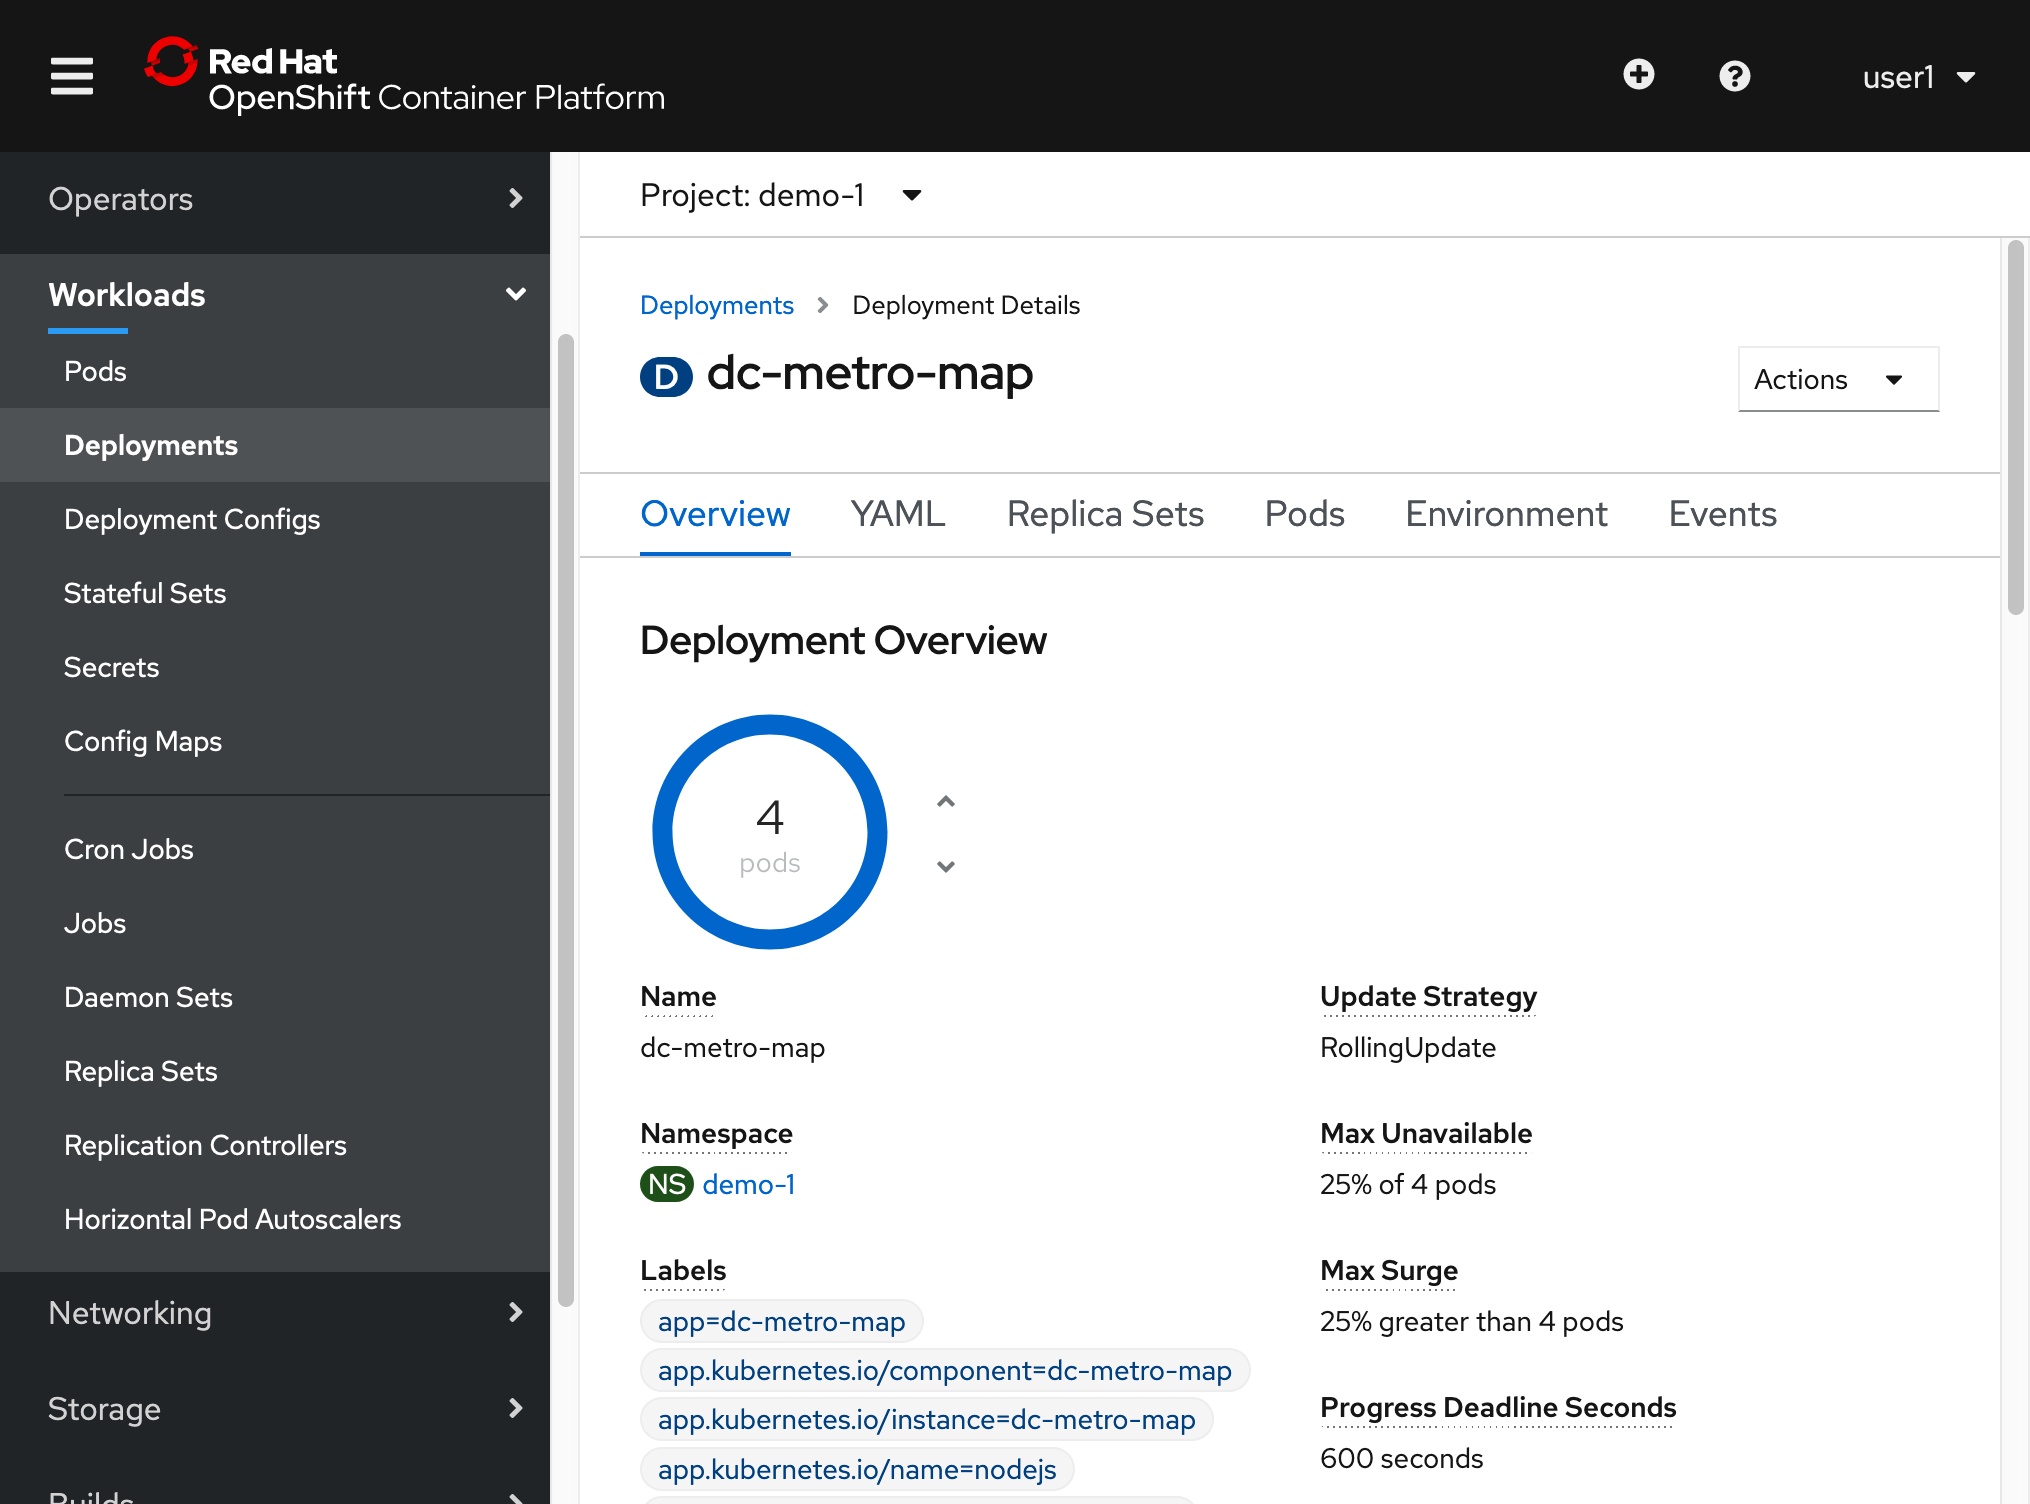 Red Hat
OpenShift Container Platform
user1
Operators
Workloads
Pods
Deployments
Deployment Configs
Stateful Sets
Secrets
Config Maps
Cron Jobs
Jobs
Daemon Sets
Replica Sets
Replication Controllers
Horizontal Pod Autoscalers
Networking
Storage
Builds
Project: demo-1
Deployments > Deployment Details
D dc-metro-map
Actions
Overview YAML Replica Sets Pods Environment Events
Deployment Overview
4
pods
Name
dc-metro-map
Namespace
NS demo-1
Labels
app=dc-metro-map
app.kubernetes.io/component=dc-metro-map
app.kubernetes.io/instance=dc-metro-map
app.kubernetes.io/name=nodejs
Update Strategy
RollingUpdate
Max Unavailable
25% of 4 pods
Max Surge
25% greater than 4 pods
Progress Deadline Seconds
600 seconds